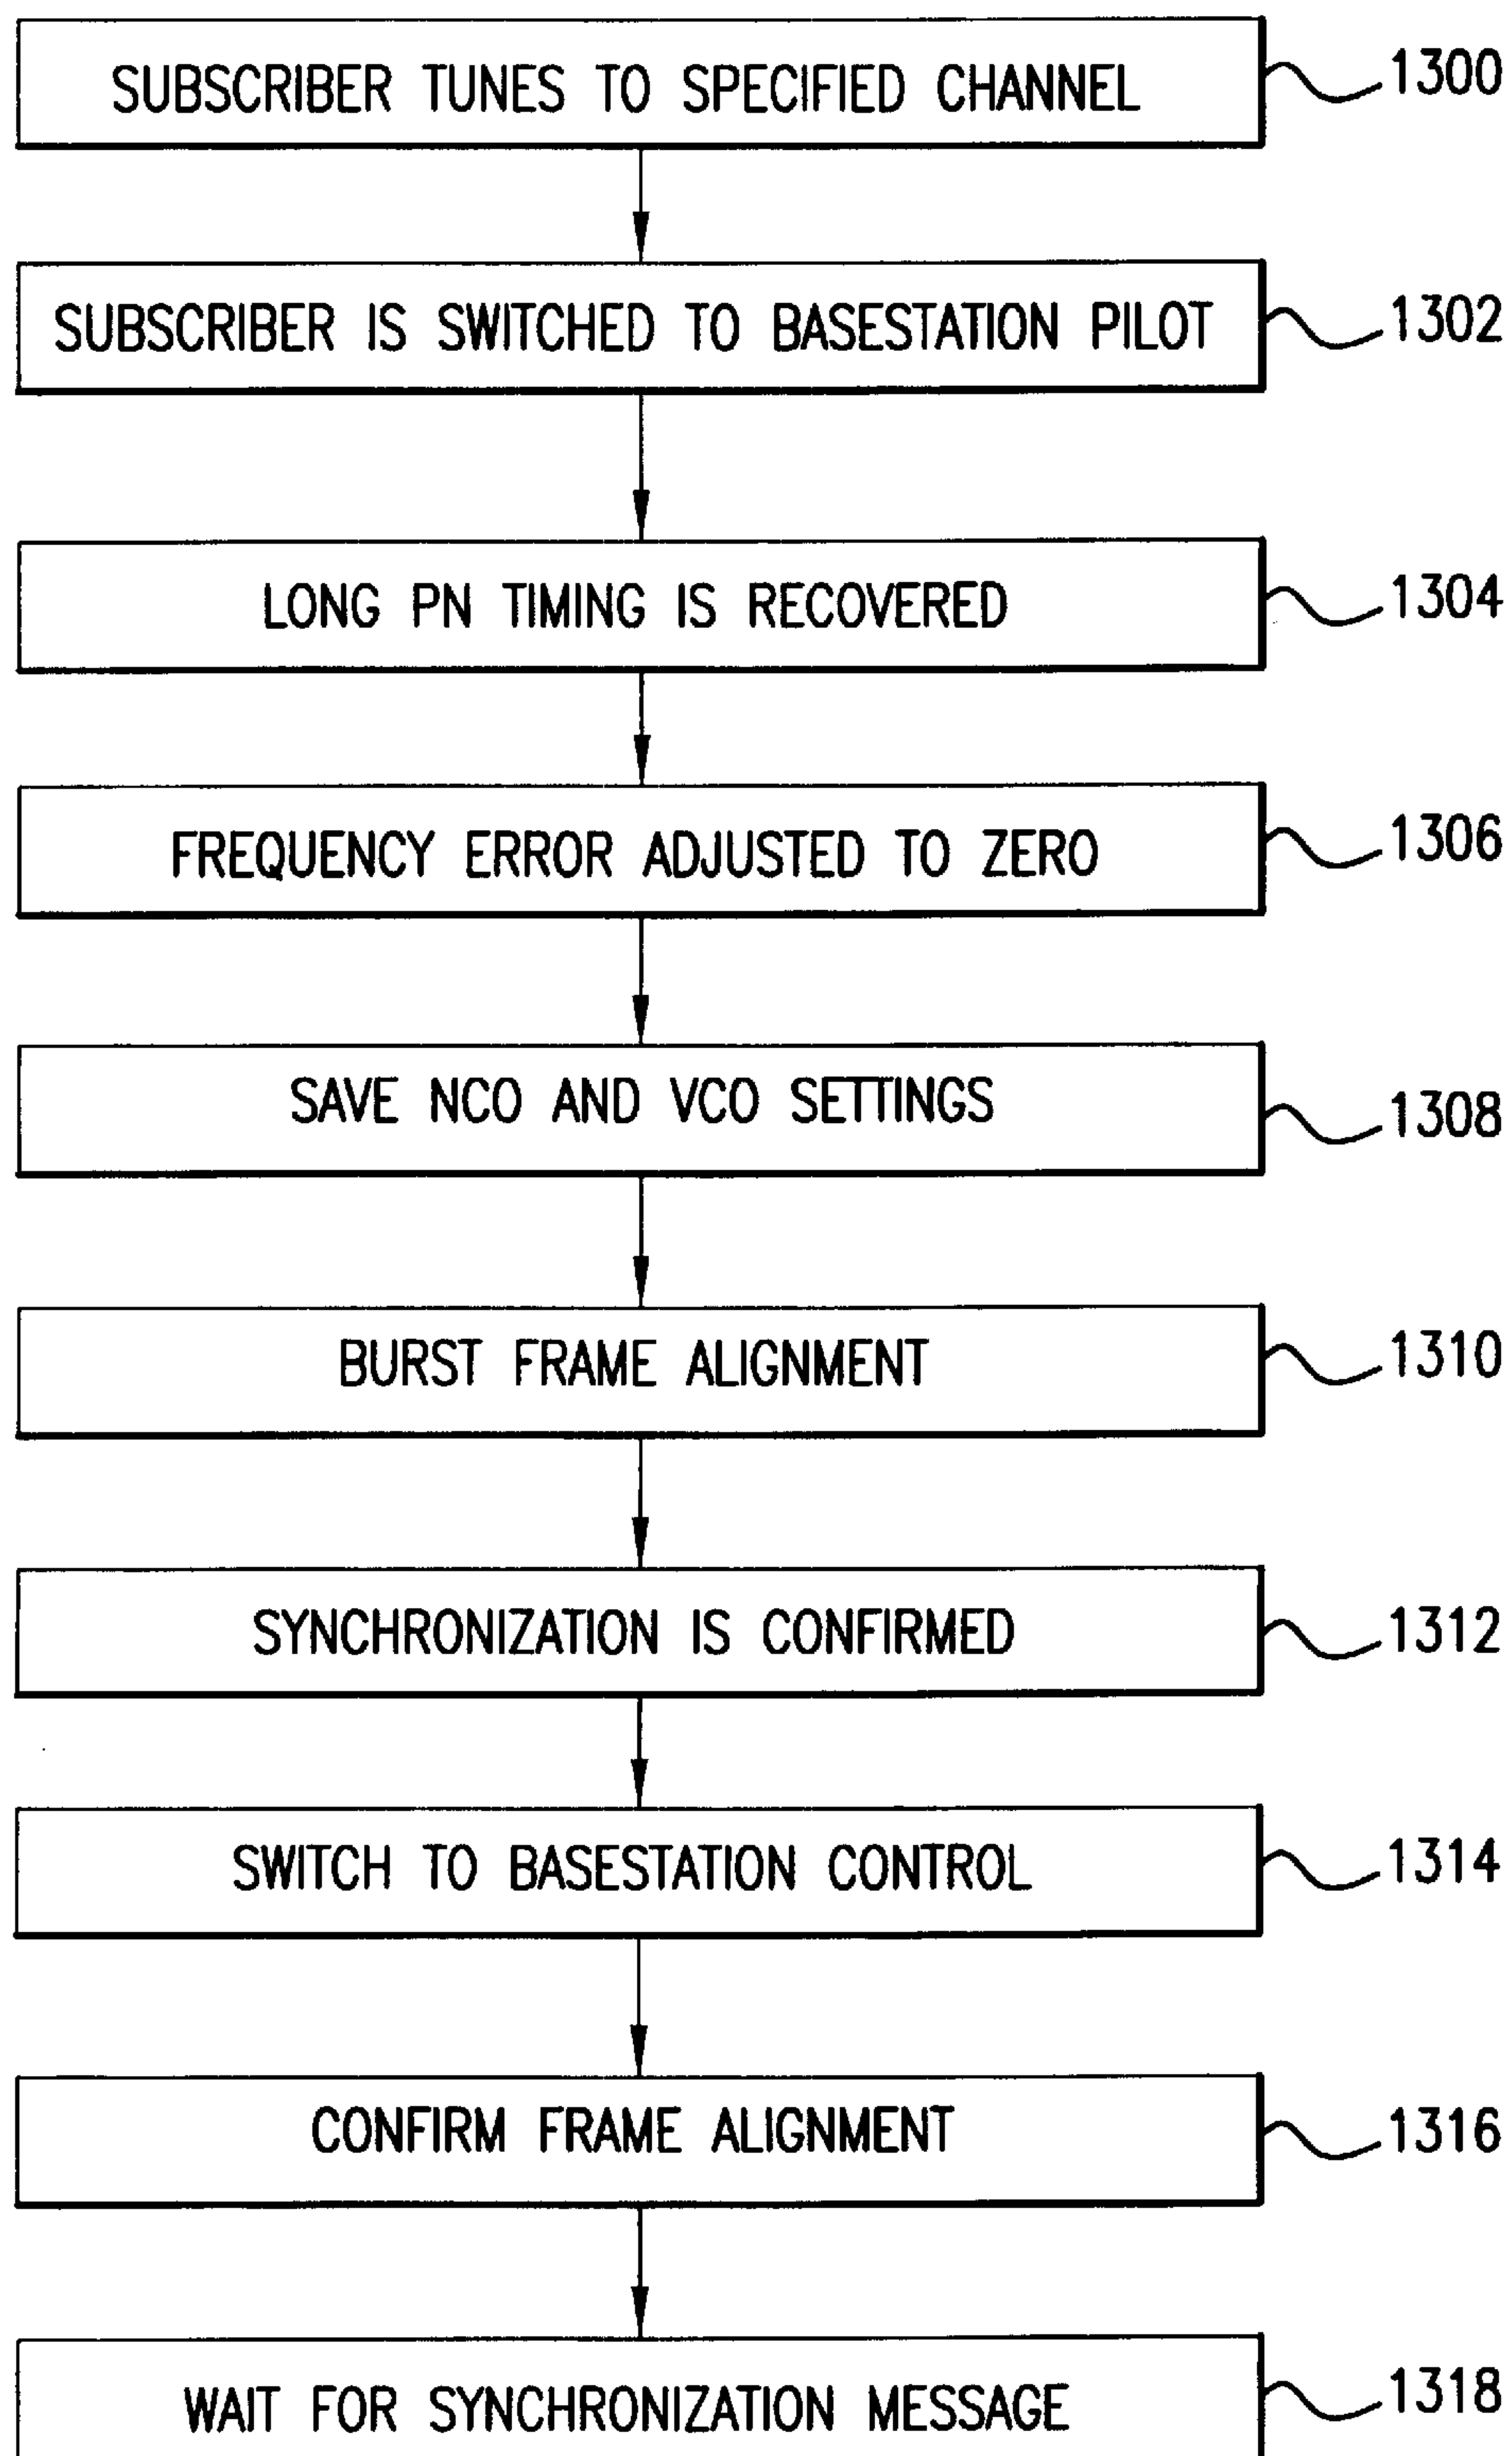 SUBSCRIBER TUNES TO SPECIFIED CHANNEL 1300
SUBSCRIBER IS SWITCHED TO BASESTATION PILOT 1302
LONG PN TIMING IS RECOVERED 1304
FREQUENCY ERROR ADJUSTED TO ZERO 1306
SAVE NCO AND VCO SETTINGS 1308
BURST FRAME ALIGNMENT 1310
SYNCHRONIZATION IS CONFIRMED 1312
SWITCH TO BASESTATION CONTROL 1314
CONFIRM FRAME ALIGNMENT 1316
WAIT FOR SYNCHRONIZATION MESSAGE 1318